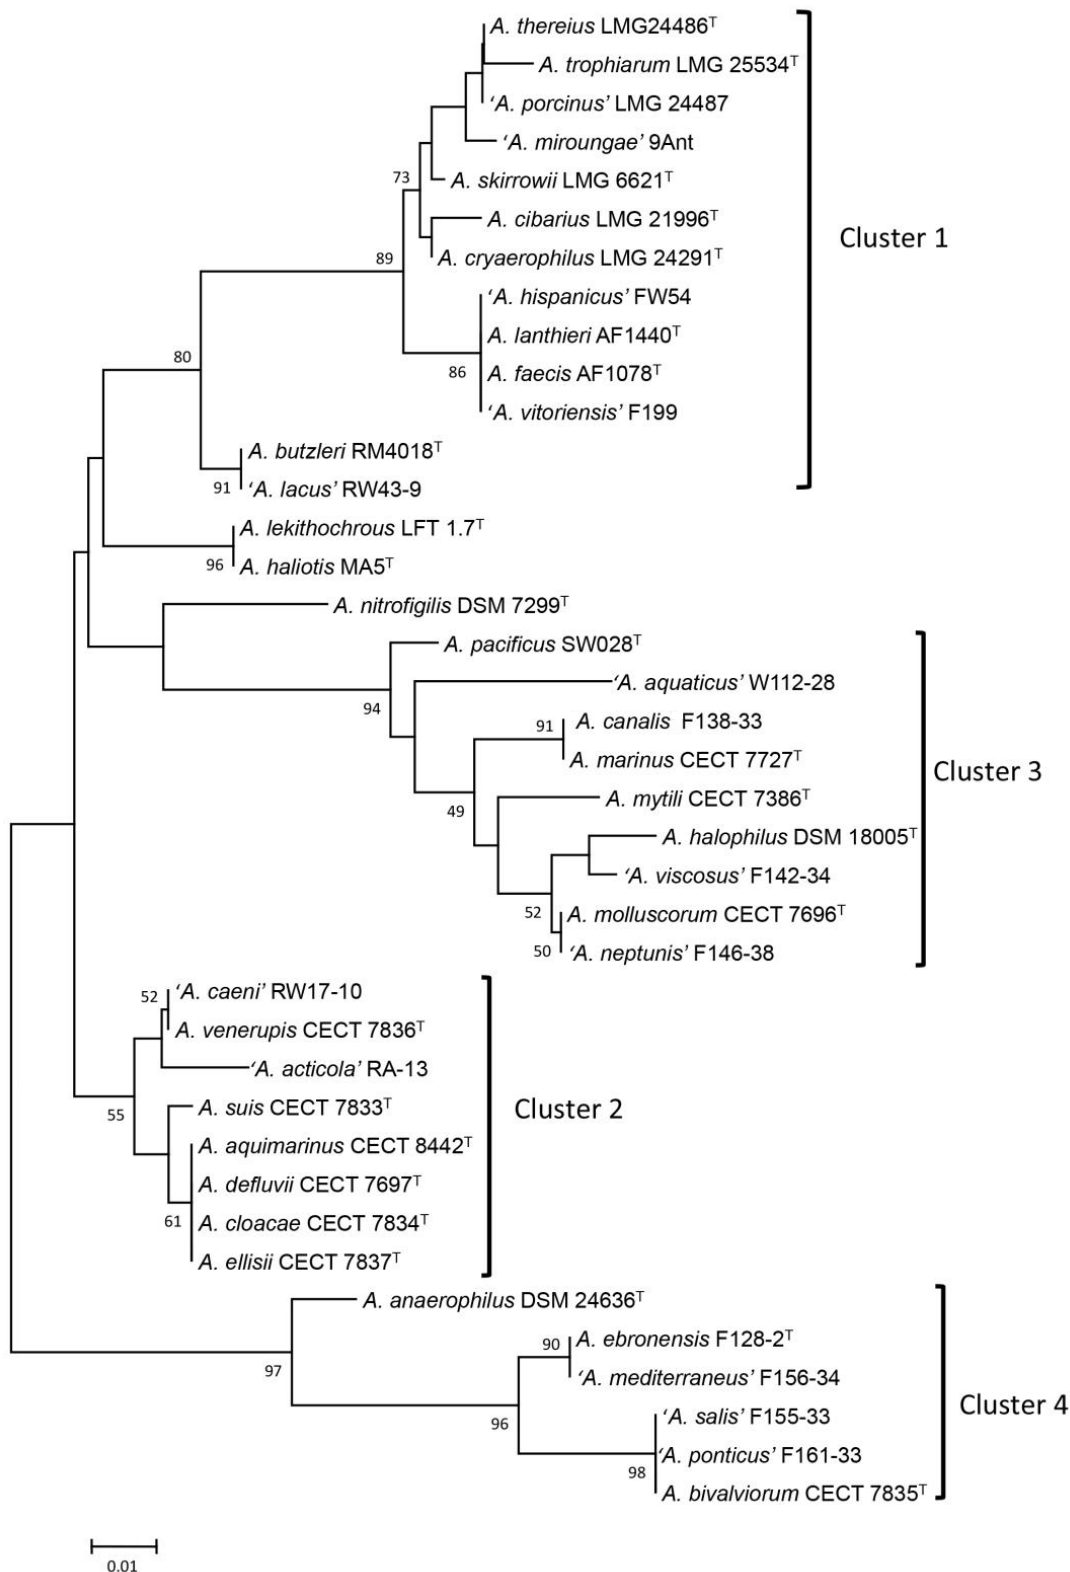 A. thereius LMG24486ᵀ
A. trophiarum LMG 25534ᵀ
‘A. porcinus’ LMG 24487
‘A. miroungae’ 9Ant
73
A. skirrowii LMG 6621ᵀ
A. cibarius LMG 21996ᵀ
Cluster 1
89
A. cryaerophilus LMG 24291ᵀ
‘A. hispanicus’ FW54
A. lanthieri AF1440ᵀ
80
86
A. faecis AF1078ᵀ
‘A. vitoriensis’ F199
A. butzleri RM4018ᵀ
91
‘A. lacus’ RW43-9
A. lekithochrous LFT 1.7ᵀ
96
A. haliotis MA5ᵀ
A. nitrofigilis DSM 7299ᵀ
A. pacificus SW028ᵀ
‘A. aquaticus’ W112-28
94
91
A. canalis F138-33
A. marinus CECT 7727ᵀ
Cluster 3
A. mytili CECT 7386ᵀ
49
A. halophilus DSM 18005ᵀ
‘A. viscosus’ F142-34
52
A. molluscorum CECT 7696ᵀ
50
‘A. neptunis’ F146-38
52
‘A. caeni’ RW17-10
A. venerupis CECT 7836ᵀ
‘A. acticola’ RA-13
55
A. suis CECT 7833ᵀ
Cluster 2
A. aquimarinus CECT 8442ᵀ
A. defluvii CECT 7697ᵀ
61
A. cloacae CECT 7834ᵀ
A. ellisii CECT 7837ᵀ
A. anaerophilus DSM 24636ᵀ
90
A. ebronensis F128-2ᵀ
97
‘A. mediterraneus’ F156-34
Cluster 4
96
‘A. salis’ F155-33
‘A. ponticus’ F161-33
98
A. bivalviorum CECT 7835ᵀ
0.01